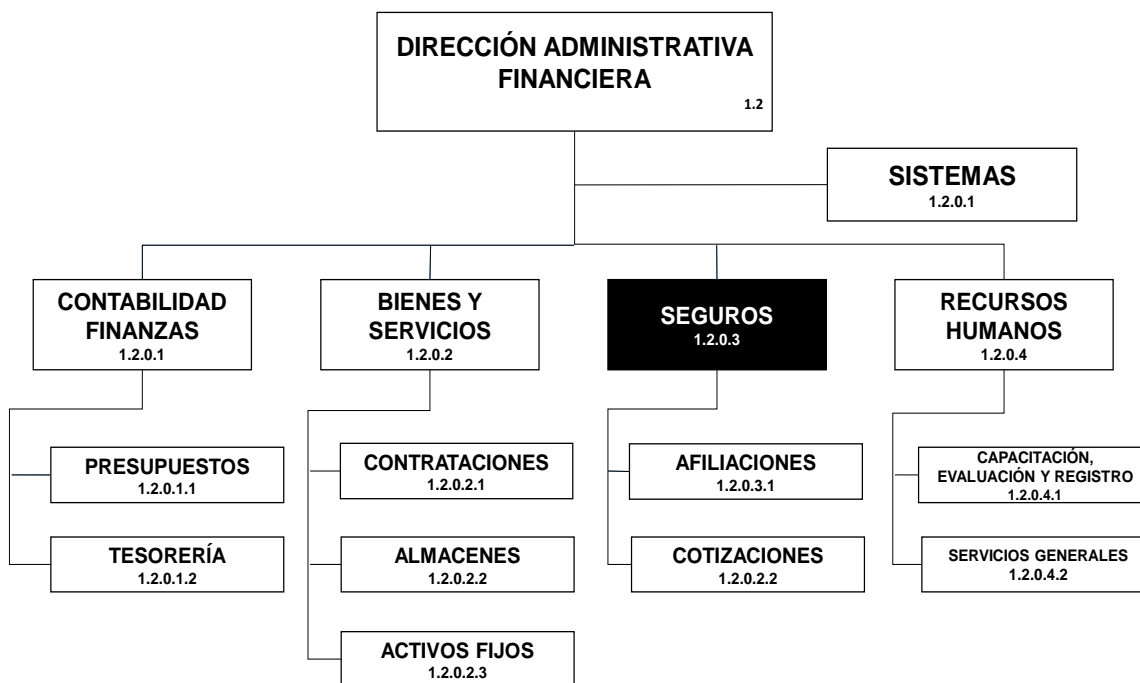 DIRECCIÓN ADMINISTRATIVA
FINANCIERA
1.2
SISTEMAS
1.2.0.1
CONTABILIDAD
FINANZAS
1.2.0.1
BIENES Y
SERVICIOS
1.2.0.2
SEGUROS
1.2.0.3
RECURSOS
HUMANOS
1.2.0.4
PRESUPUESTOS
1.2.0.1.1
TESORERÍA
1.2.0.1.2
CONTRATACIONES
1.2.0.2.1
ALMACENES
1.2.0.2.2
ACTIVOS FIJOS
1.2.0.2.3
AFILIACIONES
1.2.0.3.1
COTIZACIONES
1.2.0.2.2
CAPACITACIÓN,
EVALUACIÓN Y REGISTRO
1.2.0.4.1
SERVICIOS GENERALES
1.2.0.4.2